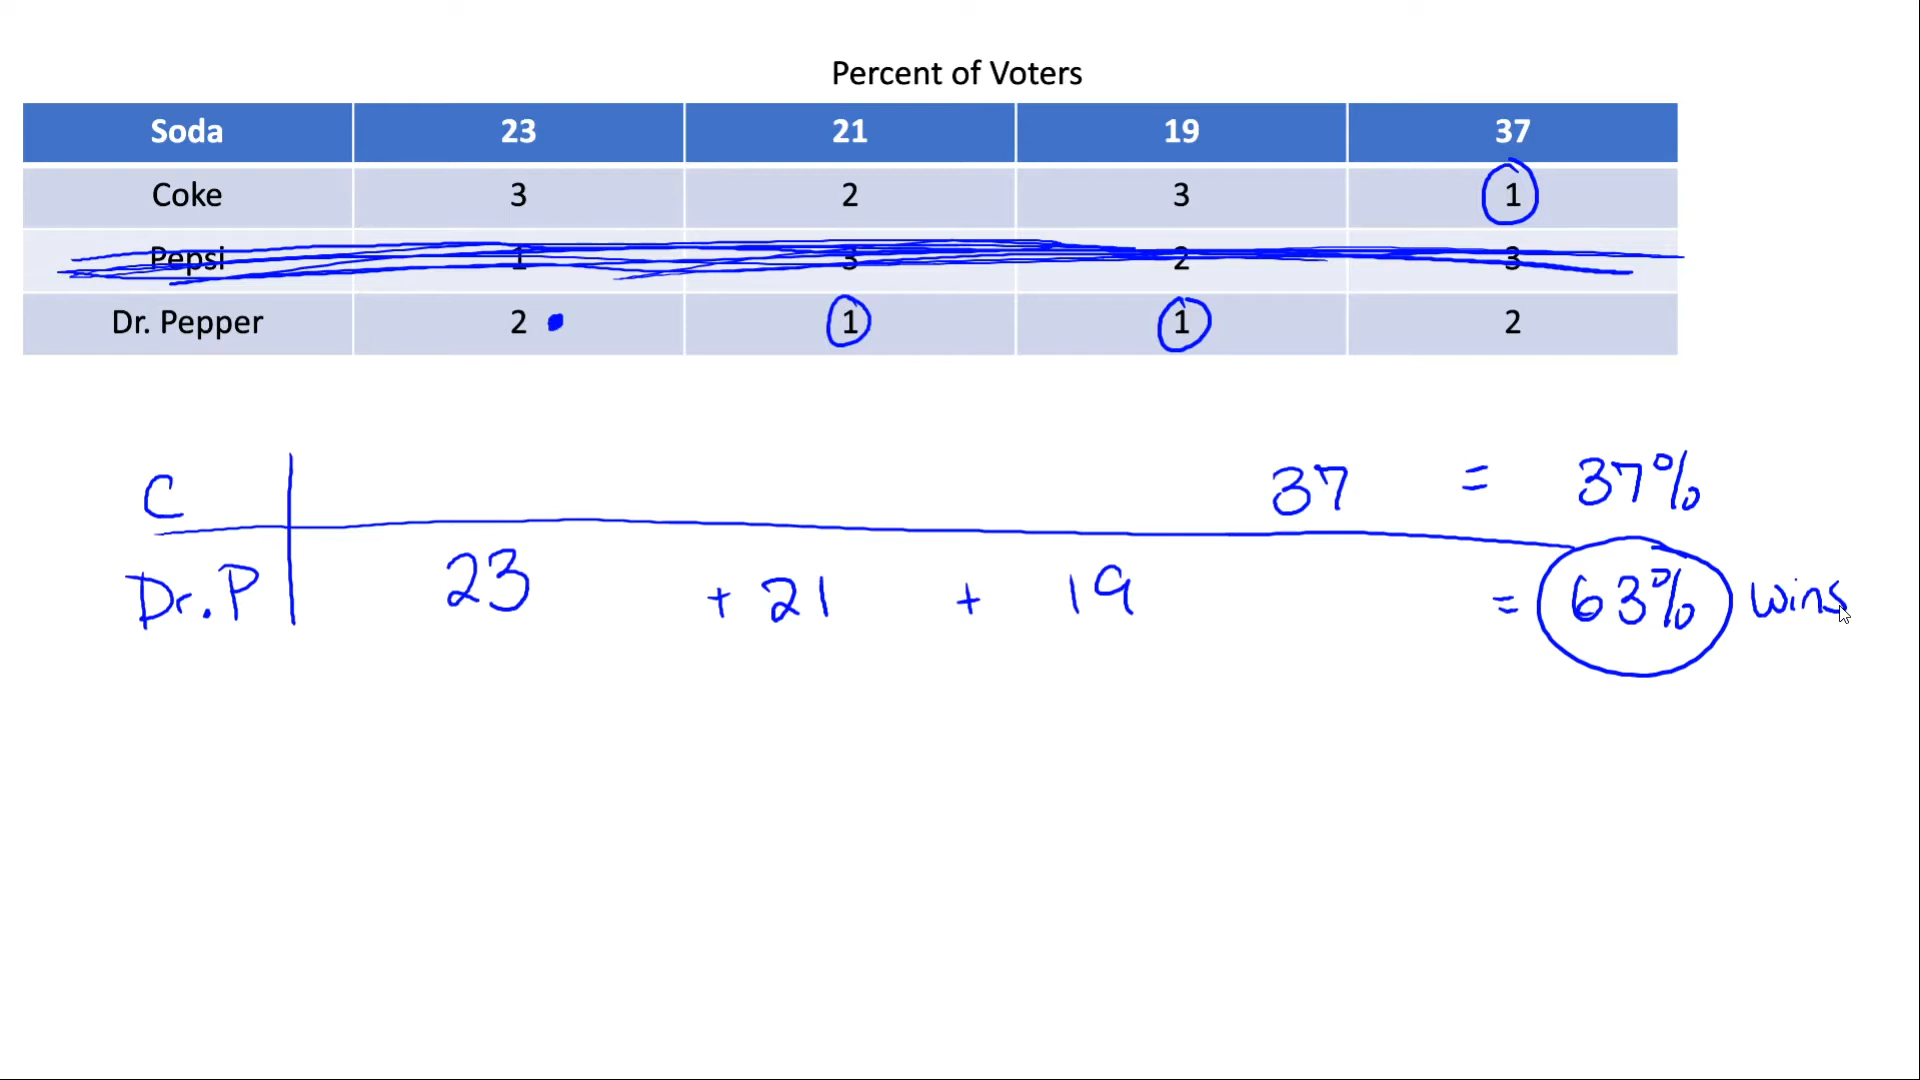 Percent of Voters
Soda 23 21 19 37
Coke 3 2 3 1
Pepsi 1 3 2 3
Dr. Pepper 2 1 1 2
C 37 = 37%
Dr. P 23 + 21 + 19 = 63% wins